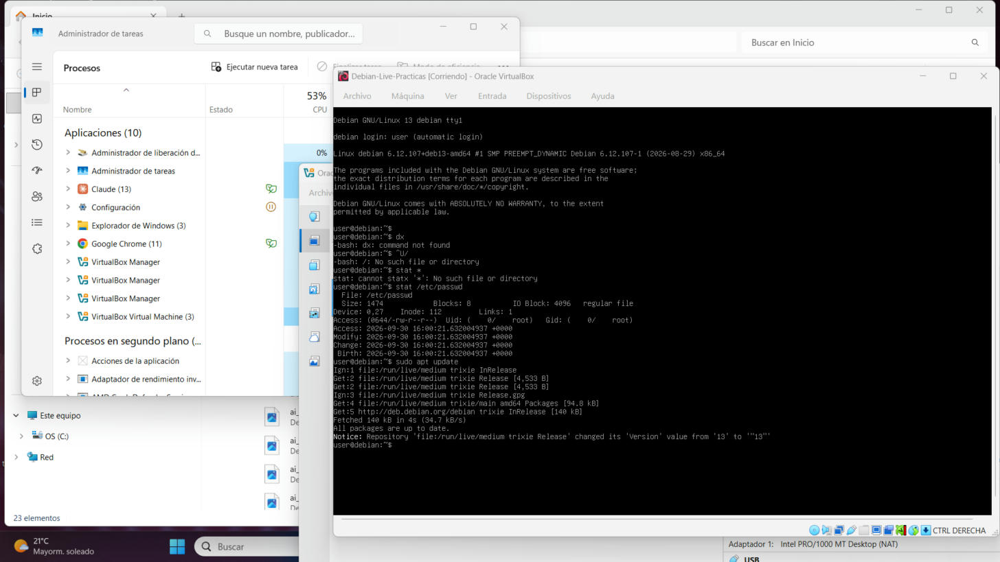 Inicio
Buscar en Inicio
Administrador de tareas
Busque un nombre, publicador...
Procesos
Ejecutar nueva tarea
Finalizar tarea
Modo de eficiencia
53%
Nombre
Estado
CPU
Aplicaciones (10)
0%
Administrador de liberación d...
Administrador de tareas
Claude (13)
Configuración
Explorador de Windows (3)
Google Chrome (11)
VirtualBox Manager
VirtualBox Manager
VirtualBox Manager
VirtualBox Virtual Machine (3)
Procesos en segundo plano (...
Acciones de la aplicación
Adaptador de rendimiento inv...
Este equipo
OS (C:)
Red
ai_
De
ai_
De
ai_
De
ai_
De
23 elementos
Orac
Archiv
Debian-Live-Practicas [Corriendo] - Oracle VirtualBox
Archivo Máquina Ver Entrada Dispositivos Ayuda
Debian GNU/Linux 13 debian tty1
debian login: user (automatic login)
Linux debian 6.12.107+deb13-amd64 #1 SMP PREEMPT_DYNAMIC Debian 6.12.107-1 (2026-08-29) x86_64
The programs included with the Debian GNU/Linux system are free software;
the exact distribution terms for each program are described in the
individual files in /usr/share/doc/*/copyright.
Debian GNU/Linux comes with ABSOLUTELY NO WARRANTY, to the extent
permitted by applicable law.
user@debian:~$
user@debian:~$ dx
-bash: dx: command not found
user@debian:~$ ^U/
-bash: /: No such file or directory
user@debian:~$ stat *
stat: cannot statx '*': No such file or directory
user@debian:~$ stat /etc/passwd
File: /etc/passwd
Size: 1474 Blocks: 8 IO Block: 4096 regular file
Device: 0,27 Inode: 112 Links: 1
Access: (0644/-rw-r--r--) Uid: ( 0/ root) Gid: ( 0/ root)
Access: 2026-09-30 16:00:21.632004937 +0000
Modify: 2026-09-30 16:00:21.632004937 +0000
Change: 2026-09-30 16:00:21.632004937 +0000
Birth: 2026-09-30 16:00:21.632004937 +0000
user@debian:~$ sudo apt update
Ign:1 file:/run/live/medium trixie InRelease
Get:2 file:/run/live/medium trixie Release [4,533 B]
Get:2 file:/run/live/medium trixie Release [4,533 B]
Ign:3 file:/run/live/medium trixie Release.gpg
Get:4 file:/run/live/medium trixie/main amd64 Packages [94.8 kB]
Get:5 http://deb.debian.org/debian trixie InRelease [140 kB]
Fetched 140 kB in 4s (34.7 kB/s)
All packages are up to date.
Notice: Repository 'file:/run/live/medium trixie Release' changed its 'Version' value from '13' to '"13"'
user@debian:~$
CTRL DERECHA
Adaptador 1: Intel PRO/1000 MT Desktop (NAT)
USB
21°C
Mayorm. soleado
Buscar